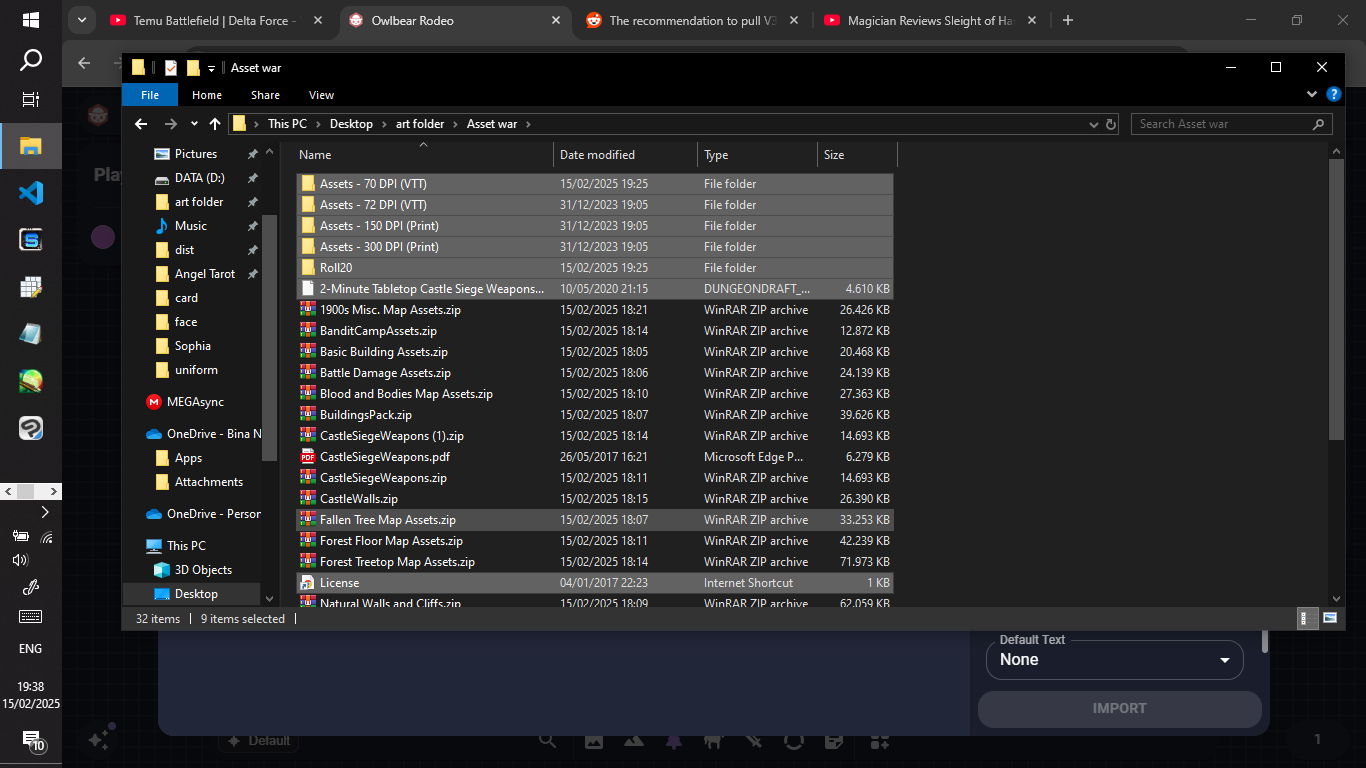 Temu Battlefield | Delta Force -
Owlbear Rodeo
The recommendation to pull V3
Magician Reviews Sleight of Ha
Asset war
File
Home
Share
View
This PC
Desktop
art folder
Asset war
Search Asset war
Pictures
DATA (D:)
art folder
Music
dist
Angel Tarot
card
face
Sophia
uniform
MEGAsync
OneDrive - Bina N
Apps
Attachments
OneDrive - Person
This PC
3D Objects
Desktop
Name Date modified Type Size
Assets - 70 DPI (VTT) 15/02/2025 19:25 File folder
Assets - 72 DPI (VTT) 31/12/2023 19:05 File folder
Assets - 150 DPI (Print) 31/12/2023 19:05 File folder
Assets - 300 DPI (Print) 31/12/2023 19:05 File folder
Roll20 15/02/2025 19:25 File folder
2-Minute Tabletop Castle Siege Weapons... 10/05/2020 21:15 DUNGEONDRAFT_... 4.610 KB
1900s Misc. Map Assets.zip 15/02/2025 18:21 WinRAR ZIP archive 26.426 KB
BanditCampAssets.zip 15/02/2025 18:14 WinRAR ZIP archive 12.872 KB
Basic Building Assets.zip 15/02/2025 18:05 WinRAR ZIP archive 20.468 KB
Battle Damage Assets.zip 15/02/2025 18:06 WinRAR ZIP archive 24.139 KB
Blood and Bodies Map Assets.zip 15/02/2025 18:10 WinRAR ZIP archive 27.363 KB
BuildingsPack.zip 15/02/2025 18:07 WinRAR ZIP archive 39.626 KB
CastleSiegeWeapons (1).zip 15/02/2025 18:14 WinRAR ZIP archive 14.693 KB
CastleSiegeWeapons.pdf 26/05/2017 16:21 Microsoft Edge P... 6.279 KB
CastleSiegeWeapons.zip 15/02/2025 18:11 WinRAR ZIP archive 14.693 KB
CastleWalls.zip 15/02/2025 18:15 WinRAR ZIP archive 26.390 KB
Fallen Tree Map Assets.zip 15/02/2025 18:07 WinRAR ZIP archive 33.253 KB
Forest Floor Map Assets.zip 15/02/2025 18:11 WinRAR ZIP archive 42.239 KB
Forest Treetop Map Assets.zip 15/02/2025 18:14 WinRAR ZIP archive 71.973 KB
License 04/01/2017 22:23 Internet Shortcut 1 KB
Natural Walls and Cliffs.zip 15/02/2025 18:09 WinRAR ZIP archive 62.059 KB
32 items
9 items selected
Play
Default Text
None
IMPORT
Default
1
ENG
19:38
15/02/2025
10